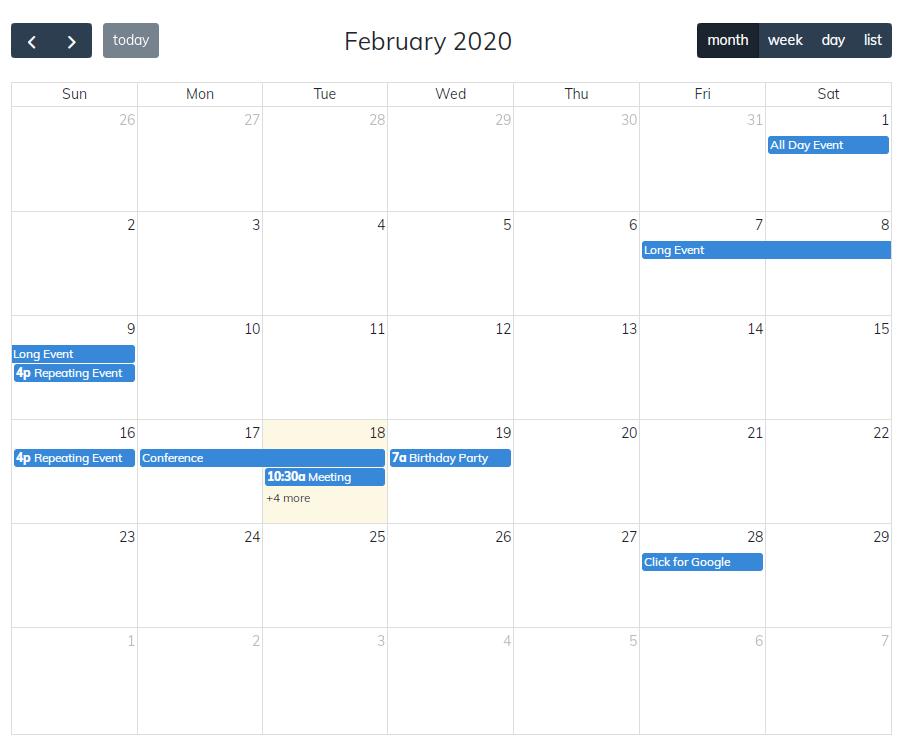 today
February 2020
month week day list
Sun Mon Tue Wed Thu Fri Sat
26 27 28 29 30 31 1
All Day Event
2 3 4 5 6 7 8
Long Event
9 10 11 12 13 14 15
Long Event
4p Repeating Event
16 17 18 19 20 21 22
4p Repeating Event Conference 7a Birthday Party
10:30a Meeting
+4 more
23 24 25 26 27 28 29
Click for Google
1 2 3 4 5 6 7